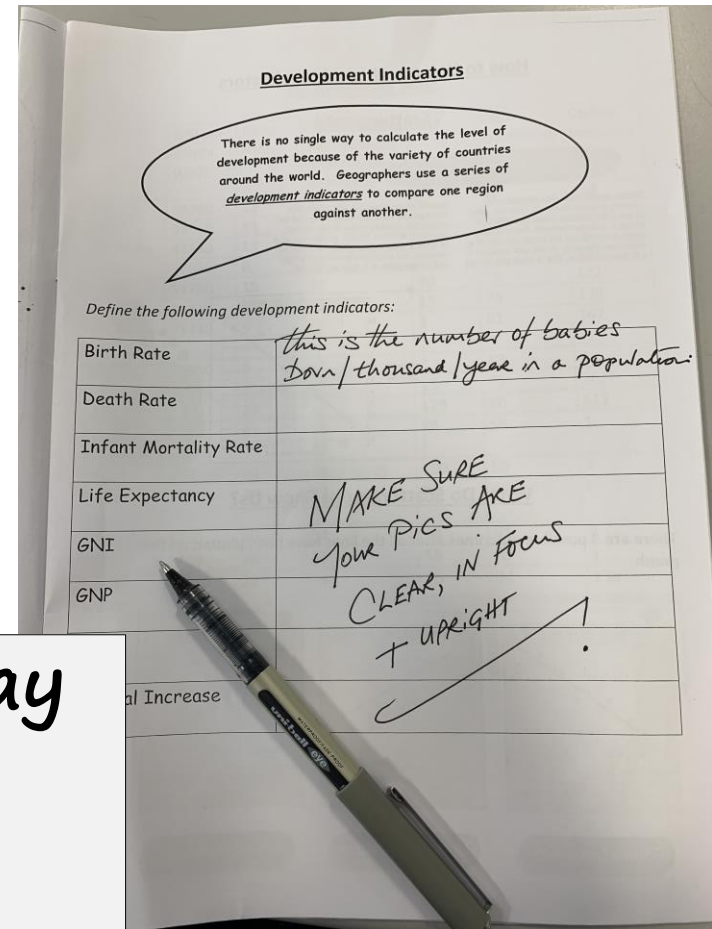 Development Indicators
There is no single way to calculate the level of
development because of the variety of countries
around the world. Geographers use a series of
development indicators to compare one region
against another.
Define the following development indicators:
Birth Rate
this is the number of babies
born/thousand/year in a population.
Death Rate
Infant Mortality Rate
Life Expectancy
GNI
GNP
al Increase
MAKE SURE
your PiCS ARE
CLEAR, IN FOCUS
+ UPRiGHT
!
ay
uni-ball eye